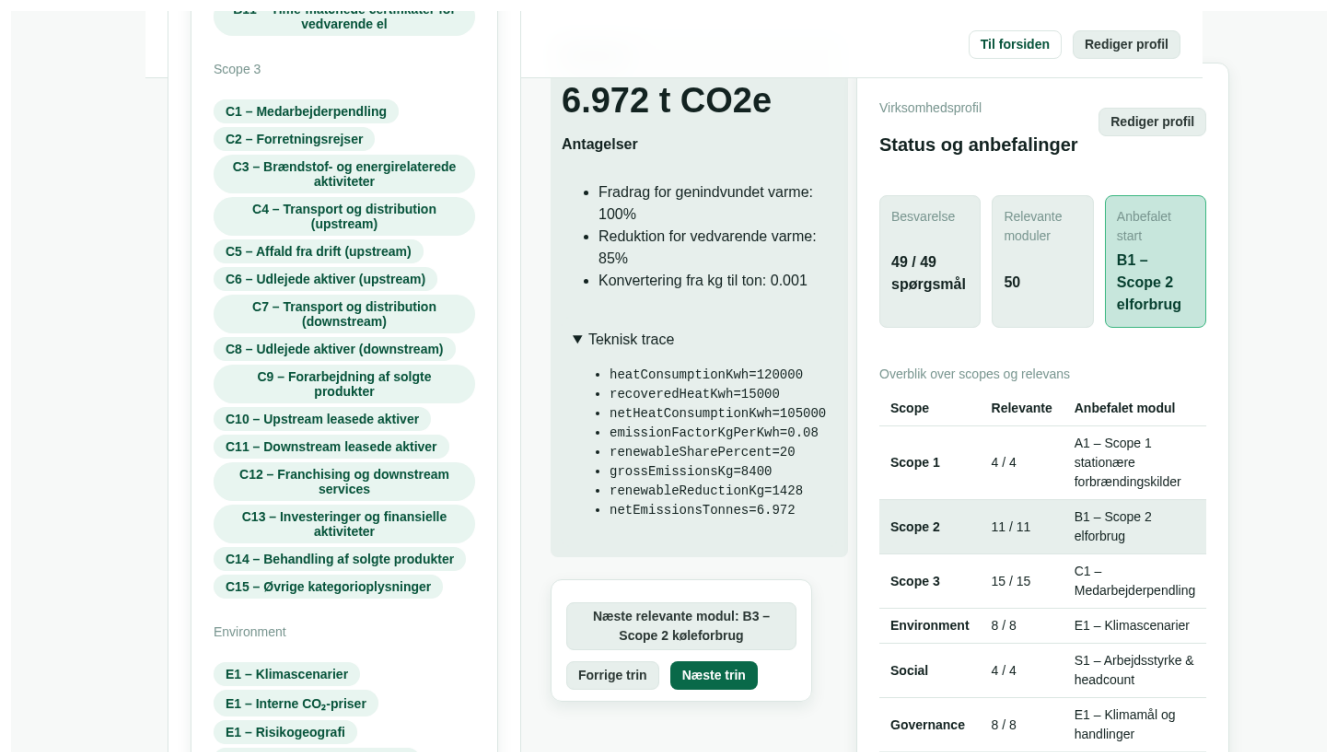 B11 – Time-matchede certifikater for
vedvarende el
Scope 3
C1 – Medarbejderpendling
C2 – Forretningsrejser
C3 – Brændstof- og energirelaterede
aktiviteter
C4 – Transport og distribution
(upstream)
C5 – Affald fra drift (upstream)
C6 – Udlejede aktiver (upstream)
C7 – Transport og distribution
(downstream)
C8 – Udlejede aktiver (downstream)
C9 – Forarbejdning af solgte
produkter
C10 – Upstream leasede aktiver
C11 – Downstream leasede aktiver
C12 – Franchising og downstream
services
C13 – Investeringer og finansielle
aktiviteter
C14 – Behandling af solgte produkter
C15 – Øvrige kategorioplysninger
Environment
E1 – Klimascenarier
E1 – Interne CO₂-priser
E1 – Risikogeografi
Til forsiden
Rediger profil
6.972 t CO2e
Antagelser
• Fradrag for genindvundet varme:
100%
• Reduktion for vedvarende varme:
85%
• Konvertering fra kg til ton: 0.001
▼ Teknisk trace
• heatConsumptionKwh=120000
• recoveredHeatKwh=15000
• netHeatConsumptionKwh=105000
• emissionFactorKgPerKwh=0.08
• renewableSharePercent=20
• grossEmissionsKg=8400
• renewableReductionKg=1428
• netEmissionsTonnes=6.972
Næste relevante modul: B3 –
Scope 2 køleforbrug
Forrige trin
Næste trin
Virksomhedsprofil
Rediger profil
Status og anbefalinger
Besvarelse
49 / 49
spørgsmål
Relevante
moduler
50
Anbefalet
start
B1 –
Scope 2
elforbrug
Overblik over scopes og relevans
Scope Relevante Anbefalet modul
Scope 1 4 / 4 A1 – Scope 1
stationære
forbrændingskilder
Scope 2 11 / 11 B1 – Scope 2
elforbrug
Scope 3 15 / 15 C1 –
Medarbejderpendling
Environment 8 / 8 E1 – Klimascenarier
Social 4 / 4 S1 – Arbejdsstyrke &
headcount
Governance 8 / 8 E1 – Klimamål og
handlinger